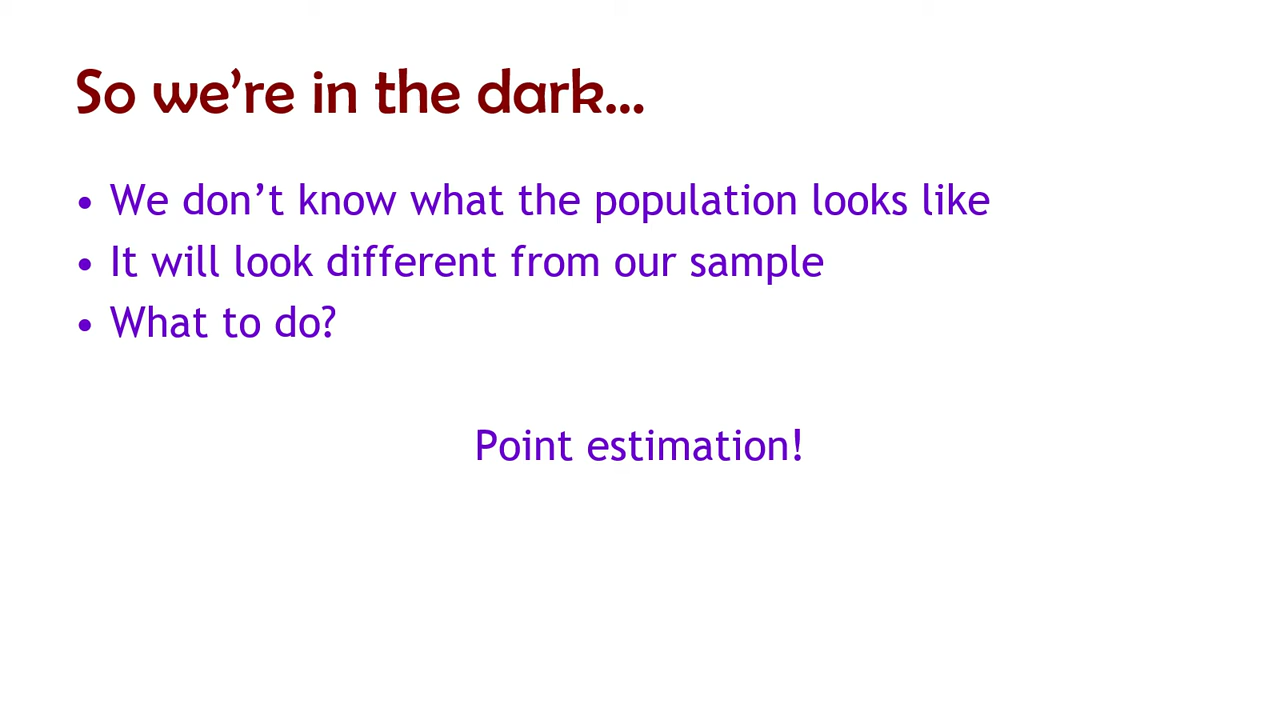 So we’re in the dark…
• We don’t know what the population looks like
• It will look different from our sample
• What to do?
Point estimation!